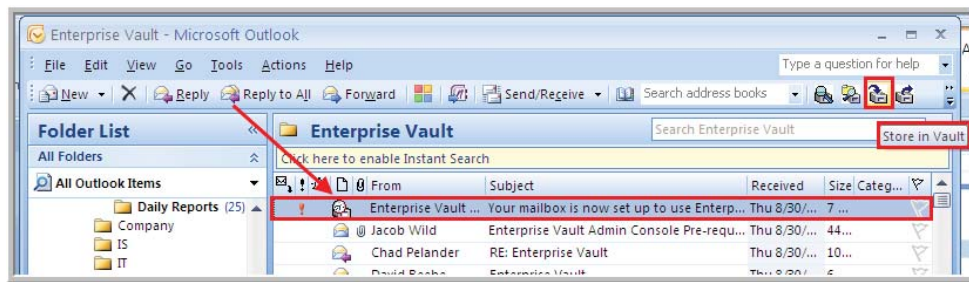 Enterprise Vault - Microsoft Outlook
File Edit View Go Tools Actions Help Type a question for help
New Reply Reply to All Forward Send/Receive Search address books
Store in Vault
Folder List Enterprise Vault Search Enterprise Vault
All Folders Click here to enable Instant Search
All Outlook Items From Subject Received Size Categ...
Daily Reports (25) Enterprise Vault ... Your mailbox is now set up to use Enterp... Thu 8/30/... 7 ...
Company Jacob Wild Enterprise Vault Admin Console Pre-requ... Thu 8/30/... 44...
IS Chad Pelander RE: Enterprise Vault Thu 8/30/... 10...
IT